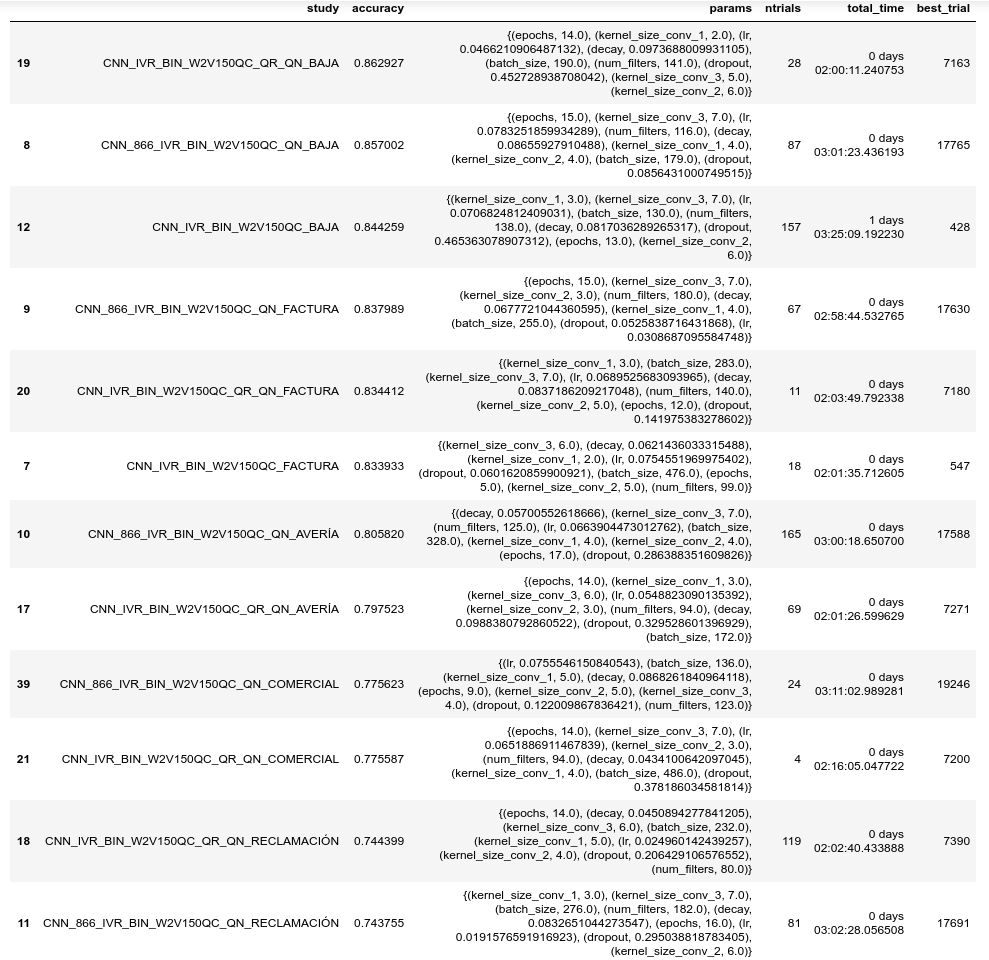 study accuracy params ntrials total_time best_trial
{(epochs, 14.0), (kernel_size_conv_1, 2.0), (lr,
0.0466210906487132), (decay, 0.0973688009931105),
19 CNN_IVR_BIN_W2V150QC_QR_QN_BAJA 0.862927 (batch_size, 190.0), (num_filters, 141.0), (dropout, 28 0 days 02:00:11.240753 7163
0.452728938708042), (kernel_size_conv_3, 5.0),
(kernel_size_conv_2, 6.0)}
{(epochs, 15.0), (kernel_size_conv_3, 7.0), (lr,
0.0783251859934289), (num_filters, 116.0), (decay,
8 CNN_866_IVR_BIN_W2V150QC_QN_BAJA 0.857002 0.08655927910488), (kernel_size_conv_1, 4.0), 87 0 days 03:01:23.436193 17765
(kernel_size_conv_2, 4.0), (batch_size, 179.0), (dropout,
0.0856431000749515)}
{(kernel_size_conv_1, 3.0), (kernel_size_conv_3, 7.0), (lr,
0.0706824812409031), (batch_size, 130.0), (num_filters,
12 CNN_IVR_BIN_W2V150QC_BAJA 0.844259 138.0), (decay, 0.0817036289265317), (dropout, 157 1 days 03:25:09.192230 428
0.465363078907312), (epochs, 13.0), (kernel_size_conv_2,
6.0)}
{(epochs, 15.0), (kernel_size_conv_3, 7.0),
(kernel_size_conv_2, 3.0), (num_filters, 180.0), (decay,
9 CNN_866_IVR_BIN_W2V150QC_QN_FACTURA 0.837989 0.0677721044360595), (kernel_size_conv_1, 4.0), 67 0 days 02:58:44.532765 17630
(batch_size, 255.0), (dropout, 0.0525838716431868), (lr,
0.0308687095584748)}
{(kernel_size_conv_1, 3.0), (batch_size, 283.0),
(kernel_size_conv_3, 7.0), (lr, 0.0689525683093965), (decay,
20 CNN_IVR_BIN_W2V150QC_QR_QN_FACTURA 0.834412 0.0837186209217048), (num_filters, 140.0), 11 0 days 02:03:49.792338 7180
(kernel_size_conv_2, 5.0), (epochs, 12.0), (dropout,
0.141975383278602)}
{(kernel_size_conv_3, 6.0), (decay, 0.0621436033315488),
7 CNN_IVR_BIN_W2V150QC_FACTURA 0.833933 (kernel_size_conv_1, 2.0), (lr, 0.0754551969975402), 18 0 days 02:01:35.712605 547
(dropout, 0.0601620859900921), (batch_size, 476.0), (epochs,
5.0), (kernel_size_conv_2, 5.0), (num_filters, 99.0)}
{(decay, 0.05700552618666), (kernel_size_conv_3, 7.0),
10 CNN_866_IVR_BIN_W2V150QC_QN_AVERÍA 0.805820 (num_filters, 125.0), (lr, 0.0663904473012762), (batch_size, 165 0 days 03:00:18.650700 17588
328.0), (kernel_size_conv_1, 4.0), (kernel_size_conv_2, 4.0),
(epochs, 17.0), (dropout, 0.286388351609826)}
{(epochs, 14.0), (kernel_size_conv_1, 3.0),
(kernel_size_conv_3, 6.0), (lr, 0.0548823090135392),
17 CNN_IVR_BIN_W2V150QC_QR_QN_AVERÍA 0.797523 (kernel_size_conv_2, 3.0), (num_filters, 94.0), (decay, 69 0 days 02:01:26.599629 7271
0.0988380792860522), (dropout, 0.329528601396929),
(batch_size, 172.0)}
{(lr, 0.0755546150840543), (batch_size, 136.0),
39 CNN_866_IVR_BIN_W2V150QC_QR_QN_COMERCIAL 0.775623 (kernel_size_conv_1, 5.0), (decay, 0.0868261840964118), 24 0 days 03:11:02.989281 19246
(epochs, 9.0), (kernel_size_conv_2, 5.0), (kernel_size_conv_3,
4.0), (dropout, 0.122009867836421), (num_filters, 123.0)}
{(epochs, 14.0), (kernel_size_conv_3, 7.0), (lr,
0.0651886911467839), (kernel_size_conv_2, 3.0),
21 CNN_IVR_BIN_W2V150QC_QR_QN_COMERCIAL 0.775587 (num_filters, 94.0), (decay, 0.0434100642097045), 4 0 days 02:16:05.047722 7200
(kernel_size_conv_1, 4.0), (batch_size, 486.0), (dropout,
0.378186034581814)}
{(epochs, 14.0), (decay, 0.0450894277841205),
(kernel_size_conv_3, 6.0), (batch_size, 232.0),
18 CNN_IVR_BIN_W2V150QC_QR_QN_RECLAMACIÓN 0.744399 (kernel_size_conv_1, 5.0), (lr, 0.024960142439257), 119 0 days 02:02:40.433888 7390
(kernel_size_conv_2, 4.0), (dropout, 0.206429106576552),
(num_filters, 80.0)}
{(kernel_size_conv_1, 3.0), (kernel_size_conv_3, 7.0),
(batch_size, 276.0), (num_filters, 182.0), (decay,
11 CNN_866_IVR_BIN_W2V150QC_QN_RECLAMACIÓN 0.743755 0.0832651044273547), (epochs, 16.0), (lr, 81 0 days 03:02:28.056508 17691
0.0191576591916923), (dropout, 0.295038818783405),
(kernel_size_conv_2, 6.0)}